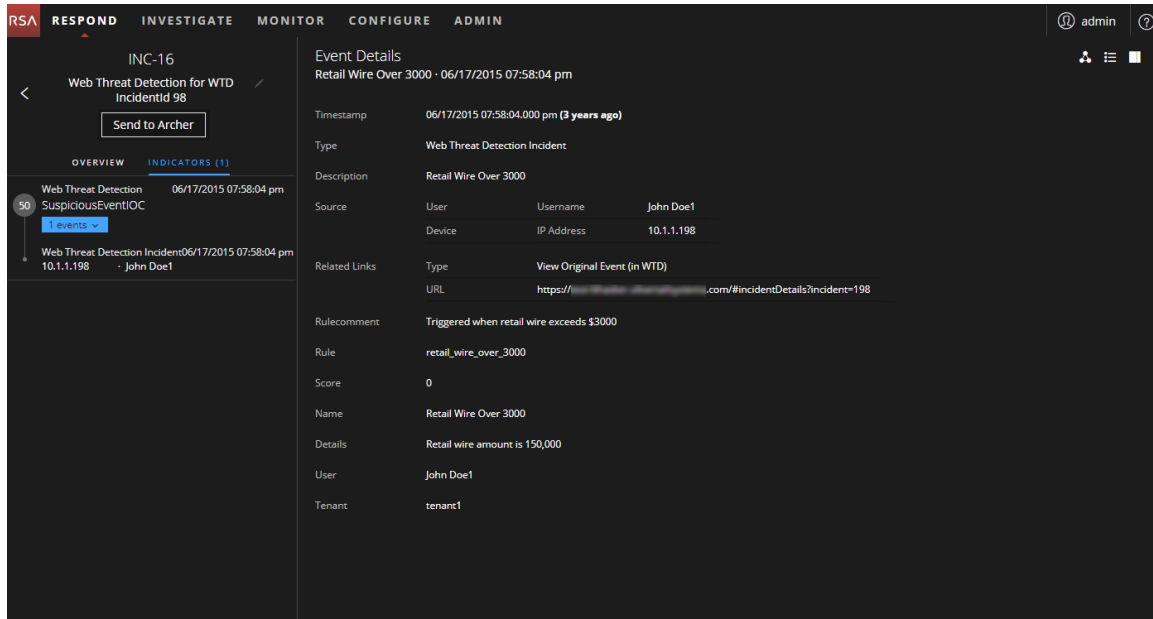 RSA RESPOND INVESTIGATE MONITOR CONFIGURE ADMIN admin ?
INC-16
Web Threat Detection for WTD
IncidentId 98
Send to Archer
OVERVIEW INDICATORS (1)
Web Threat Detection 06/17/2015 07:58:04 pm
50 SuspiciousEventIOC
1 events
Web Threat Detection Incident06/17/2015 07:58:04 pm
10.1.1.198 · John Doe1
Event Details
Retail Wire Over 3000 · 06/17/2015 07:58:04 pm
Timestamp 06/17/2015 07:58:04.000 pm (3 years ago)
Type Web Threat Detection Incident
Description Retail Wire Over 3000
Source User Username John Doe1
Device IP Address 10.1.1.198
Related Links Type View Original Event (in WTD)
URL https:// .com/#incidentDetails?incident=198
Rulecomment Triggered when retail wire exceeds $3000
Rule retail_wire_over_3000
Score 0
Name Retail Wire Over 3000
Details Retail wire amount is 150,000
User John Doe1
Tenant tenant1